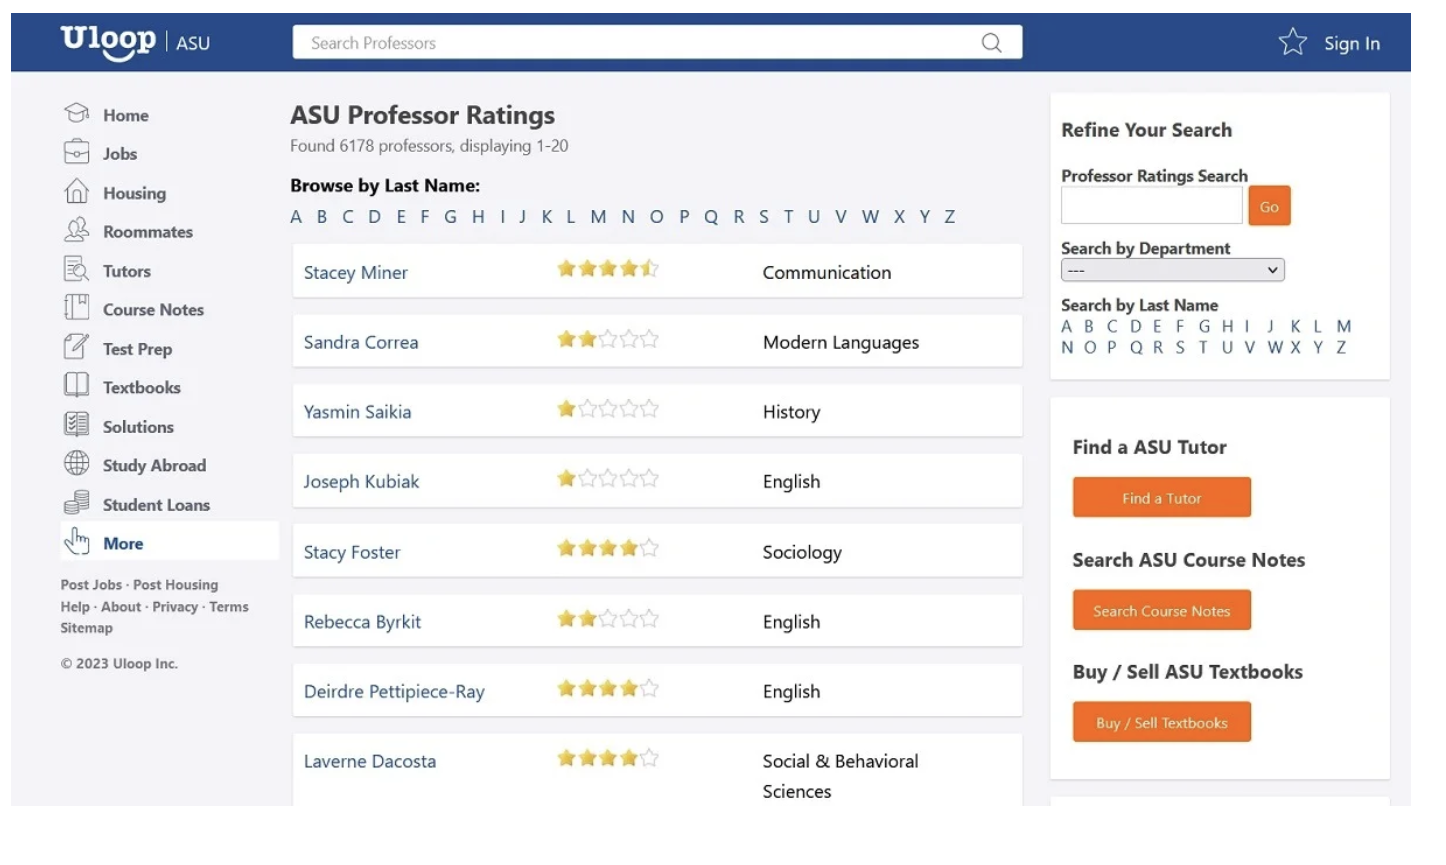 Uloop | ASU
Search Professors
Sign In
Home
Jobs
Housing
Roommates
Tutors
Course Notes
Test Prep
Textbooks
Solutions
Study Abroad
Student Loans
More
Post Jobs · Post Housing
Help · About · Privacy · Terms
Sitemap
© 2023 Uloop Inc.
ASU Professor Ratings
Found 6178 professors, displaying 1-20
Browse by Last Name:
A B C D E F G H I J K L M N O P Q R S T U V W X Y Z
Stacey Miner Communication
Sandra Correa Modern Languages
Yasmin Saikia History
Joseph Kubiak English
Stacy Foster Sociology
Rebecca Byrkit English
Deirdre Pettipiece-Ray English
Laverne Dacosta Social & Behavioral
Sciences
Refine Your Search
Professor Ratings Search
Go
Search by Department
---
Search by Last Name
A B C D E F G H I J K L M
N O P Q R S T U V W X Y Z
Find a ASU Tutor
Find a Tutor
Search ASU Course Notes
Search Course Notes
Buy / Sell ASU Textbooks
Buy / Sell Textbooks